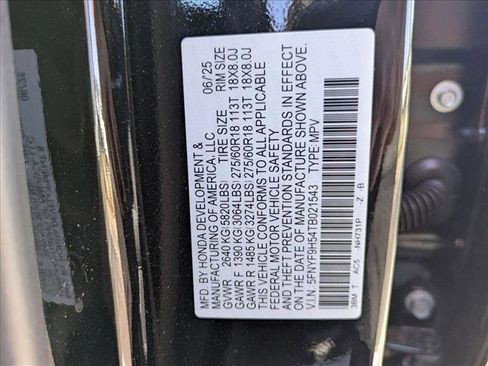 MFD. BY HONDA DEVELOPMENT &
MANUFACTURING OF AMERICA, LLC 06/25
GVWR 2640 KG(5820LBS) TIRE SIZE RIM SIZE
GAWR F 1390 KG(3064LBS) 275/60R18 113T 18X8.0J
GAWR R 1485 KG(3274LBS) 275/60R18 113T 18X8.0J
THIS VEHICLE CONFORMS TO ALL APPLICABLE
FEDERAL MOTOR VEHICLE SAFETY
AND THEFT PREVENTION STANDARDS IN EFFECT
ON THE DATE OF MANUFACTURE SHOWN ABOVE.
V.I.N. 5FNYF9H54TB021543 TYPE: MPV
3BM T AC5 -NH731P -Z -B